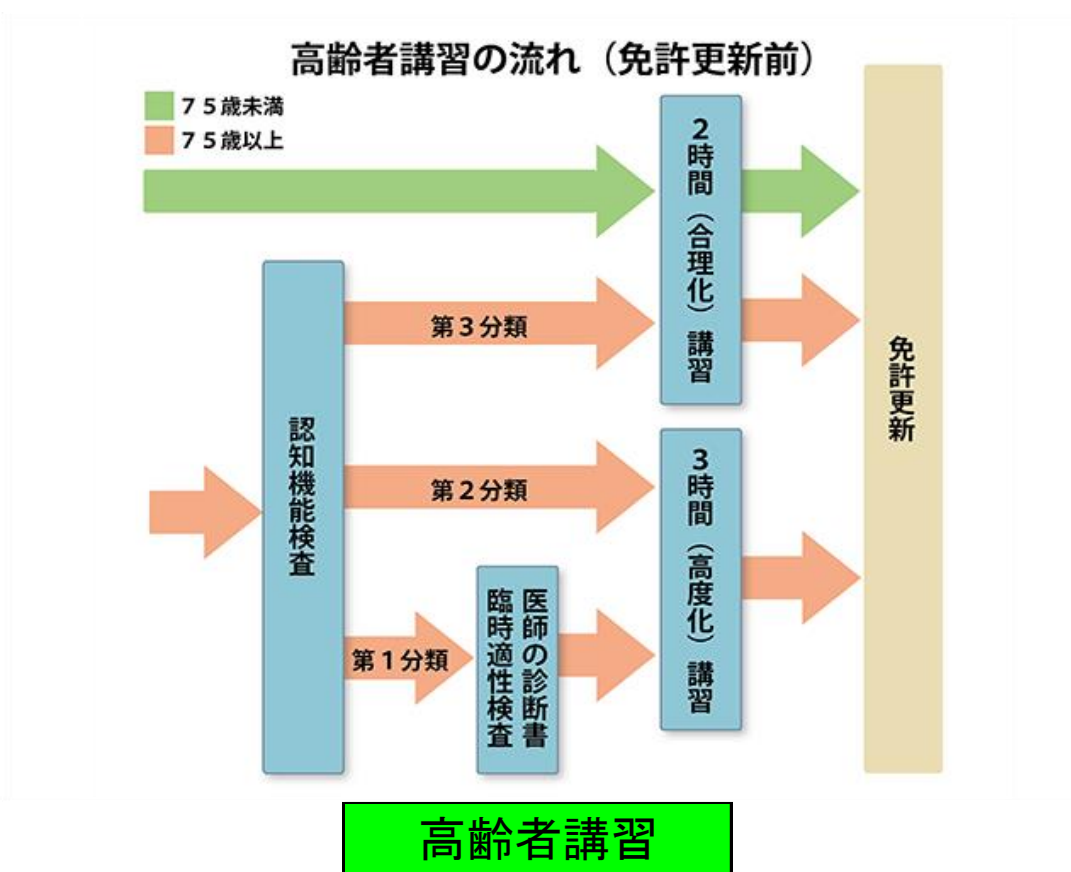 高齢者講習の流れ（免許更新前）
７５歳未満
７５歳以上
２時間（合理化）講習
第３分類
免許更新
認知機能検査
第２分類
３時間（高度化）講習
第１分類
医師の診断書
臨時適性検査
高齢者講習